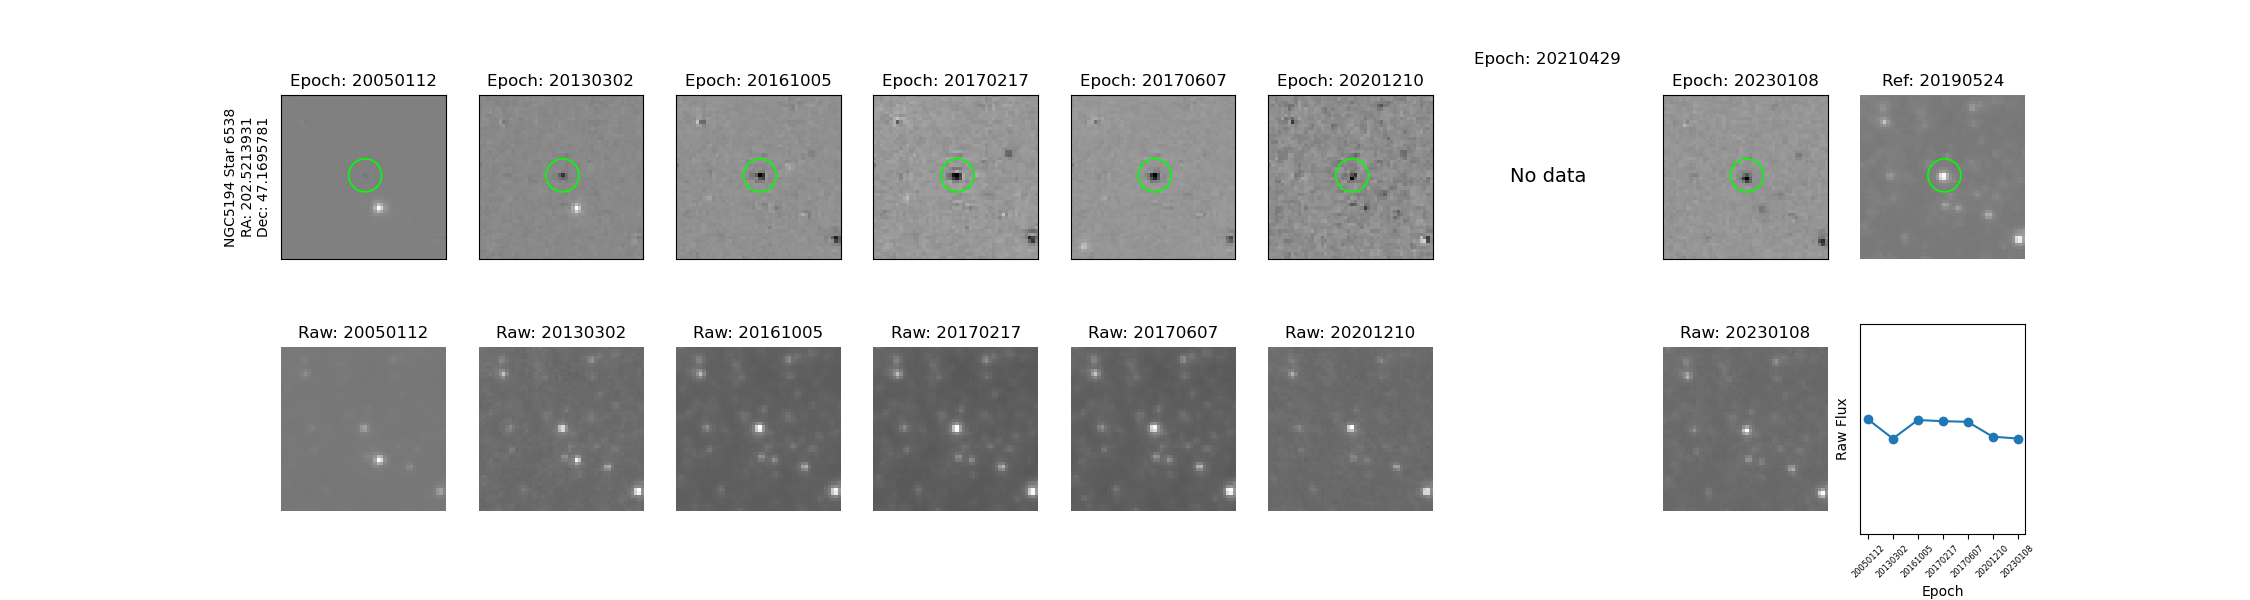 Epoch: 20210429
Epoch: 20050112
Epoch: 20130302
Epoch: 20161005
Epoch: 20170217
Epoch: 20170607
Epoch: 20201210
Epoch: 20230108
Ref: 20190524
NGC5194 Star 6538
RA: 202.5213931
Dec: 47.1695781
No data
Raw: 20050112
Raw: 20130302
Raw: 20161005
Raw: 20170217
Raw: 20170607
Raw: 20201210
Raw: 20230108
Raw Flux
20050112
20130302
20161005
20170217
20170607
20201210
20230108
Epoch